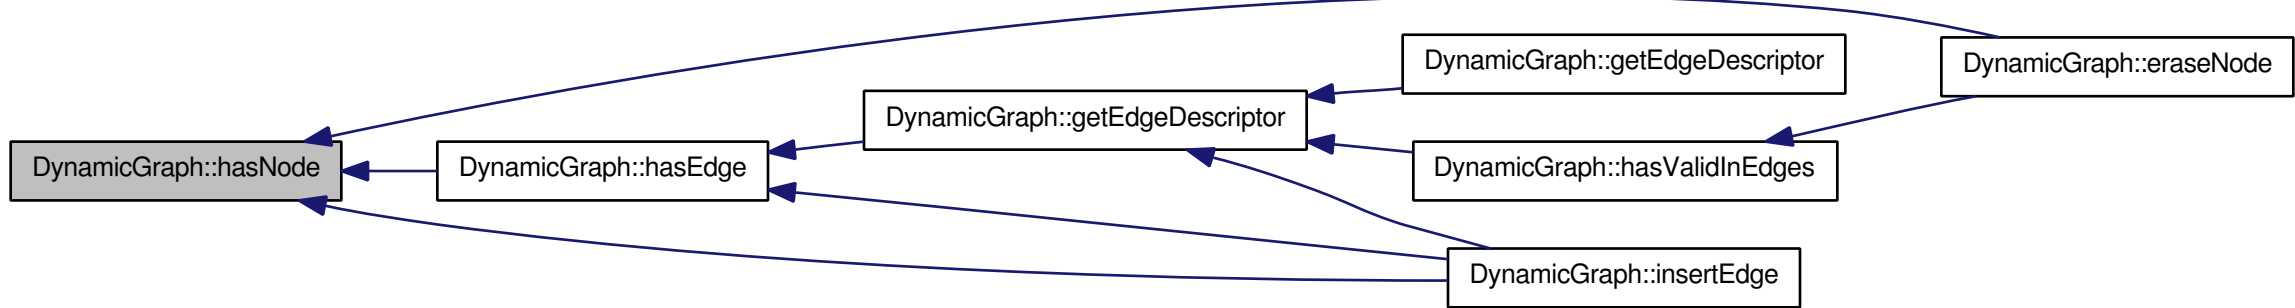 DynamicGraph::hasNode
DynamicGraph::hasEdge
DynamicGraph::getEdgeDescriptor
DynamicGraph::getEdgeDescriptor
DynamicGraph::hasValidInEdges
DynamicGraph::insertEdge
DynamicGraph::eraseNode